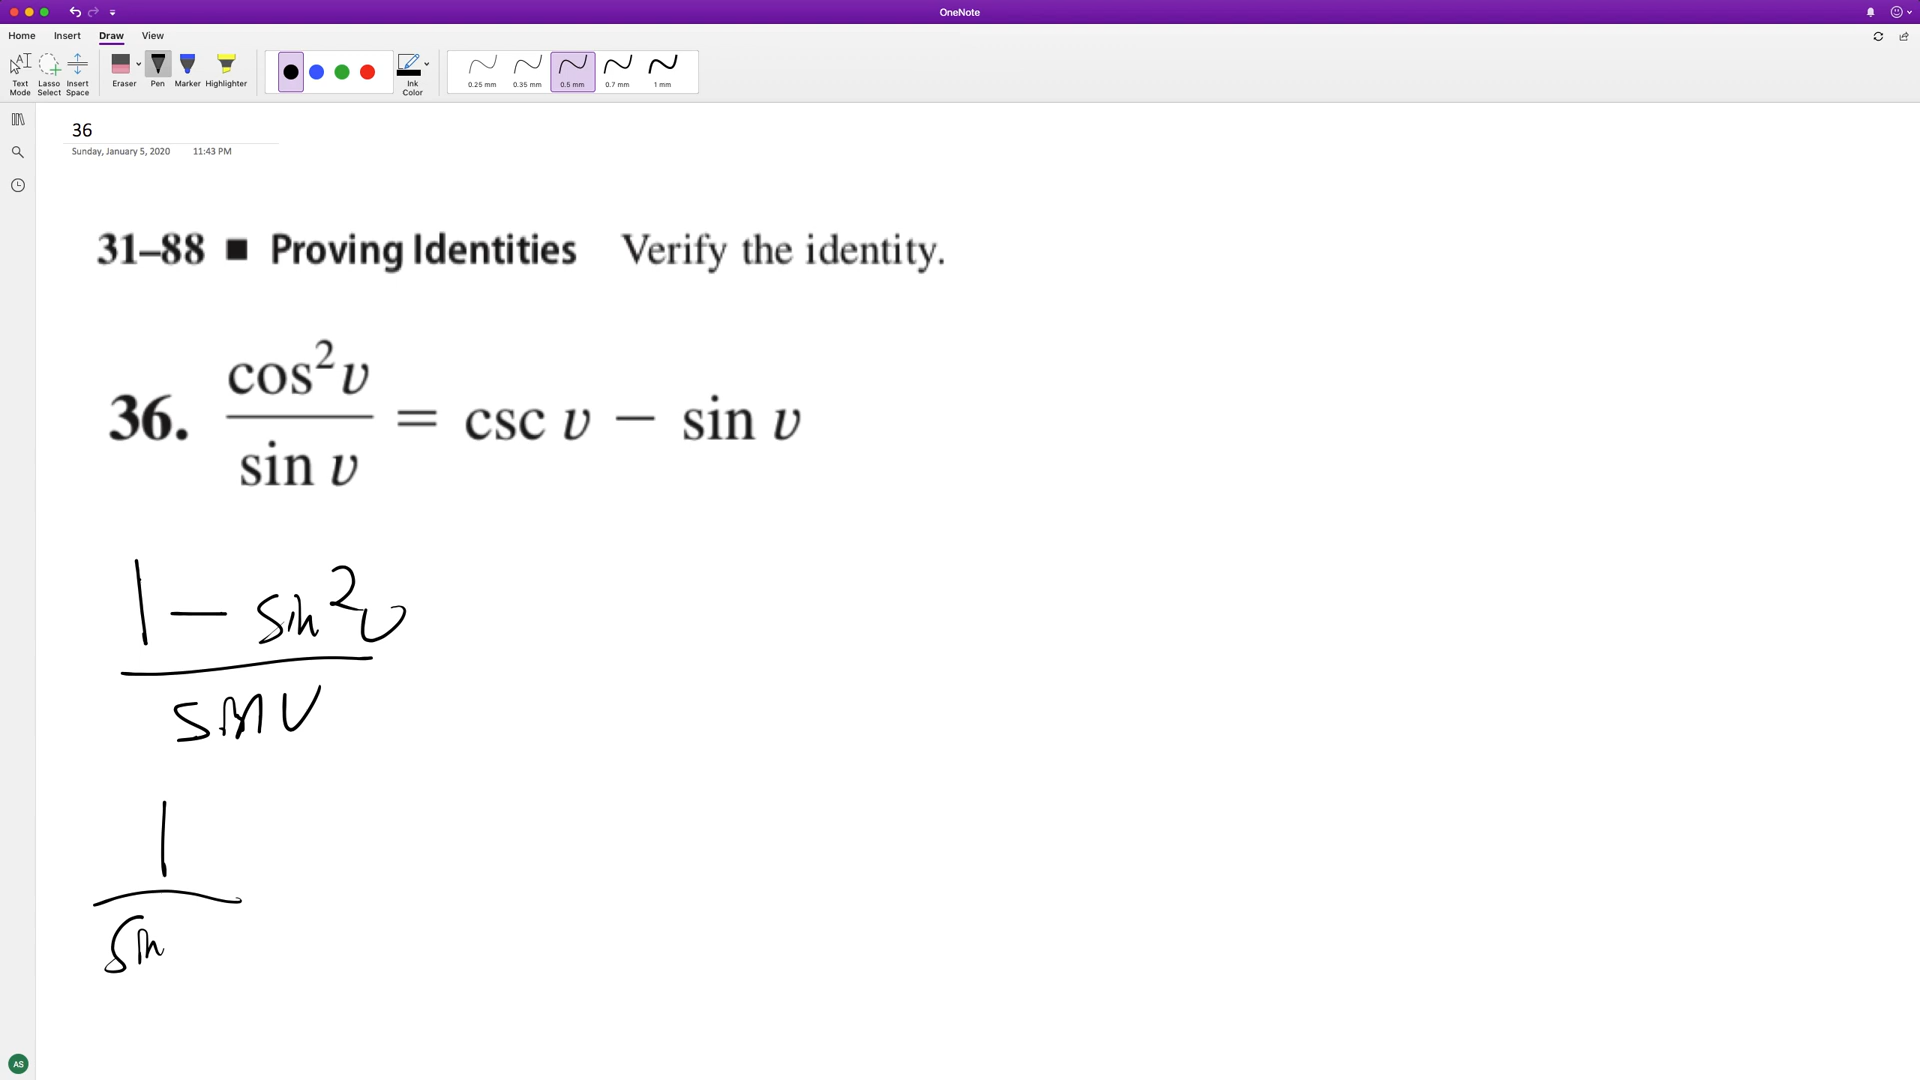 OneNote
Home Insert Draw View
Text Mode Lasso Select Insert Space Eraser Pen Marker Highlighter Ink Color 0.25 mm 0.35 mm 0.5 mm 0.7 mm 1 mm
36
Sunday, January 5, 2020 11:43 PM
31–88 ■ Proving Identities Verify the identity.
36. cos²v / sin v = csc v − sin v
1 − sin²v
sin v
1
sin
AS